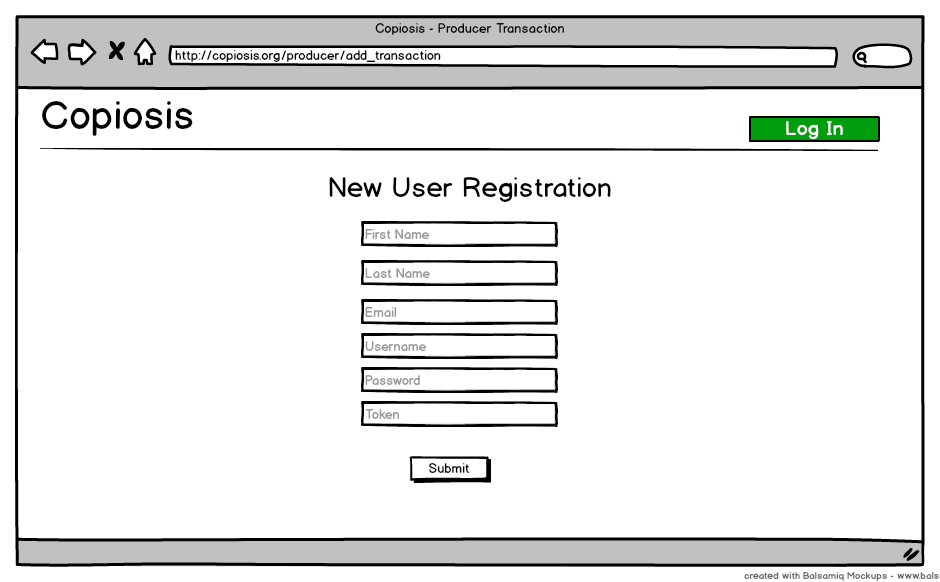 Copiosis - Producer Transaction
http://copiosis.org/producer/add_transaction
Copiosis
Log In
New User Registration
First Name
Last Name
Email
Username
Password
Token
Submit
created with Balsamiq Mockups - www.bals